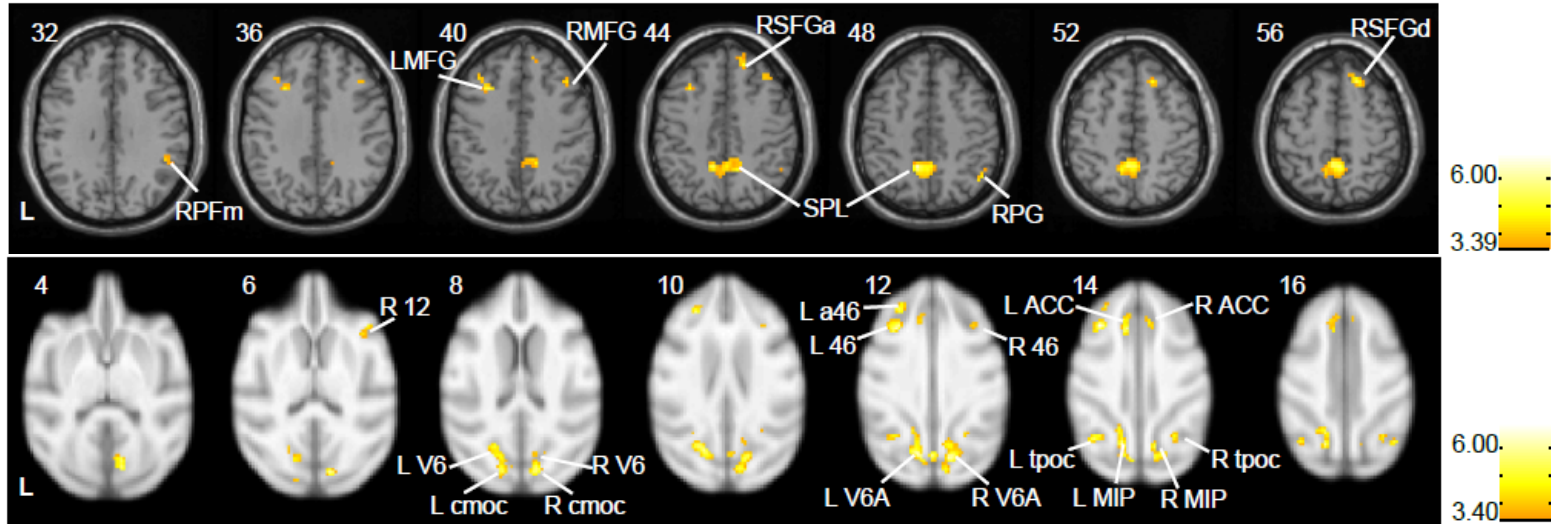 32 36 40 44 48 52 56
RMFG RSFGa RSFGd
LMFG
6.00
RPFm SPL RPG
L
3.39
4 6 8 10 12 14 16
R 12 L a46 L ACC R ACC
L 46 R 46
6.00
L V6 R V6 L tpoc R tpoc
L
L cmoc R cmoc L V6A R V6A L MIP R MIP
3.40